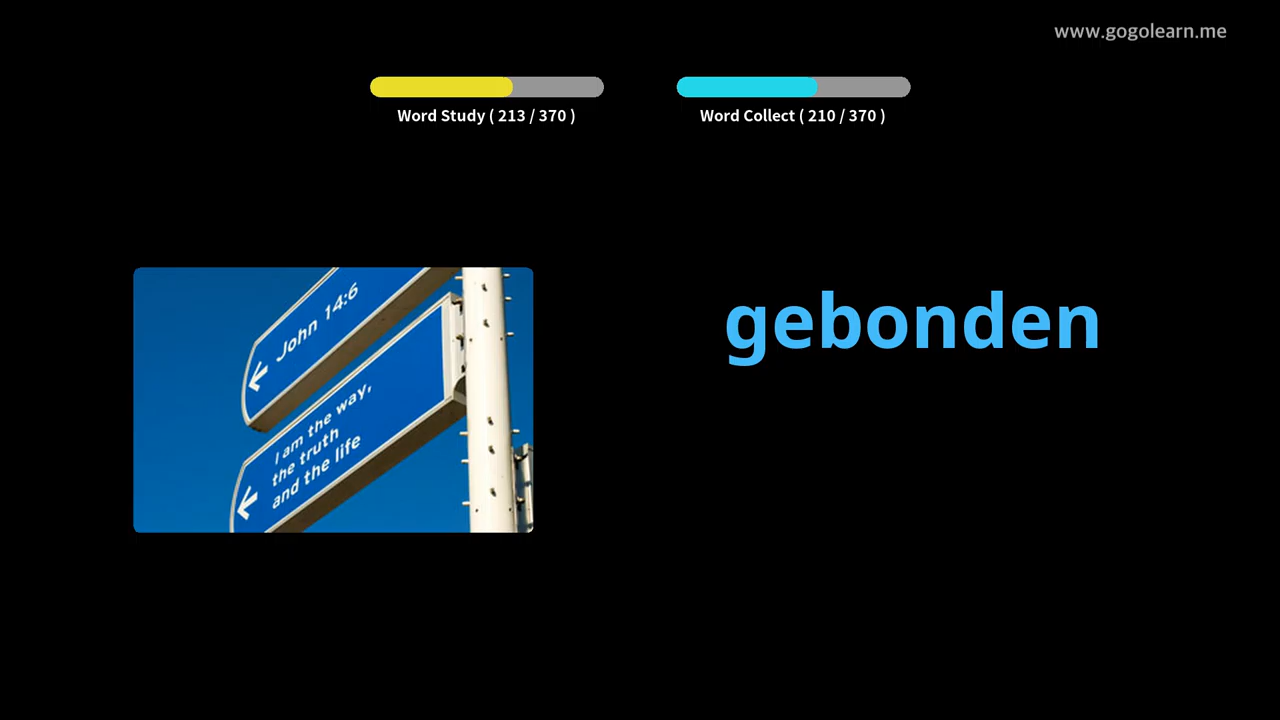 www.gogolearn.me
Word Study ( 213 / 370 )
Word Collect ( 210 / 370 )
John 14:6
I am the way,
the truth
and the life
gebonden